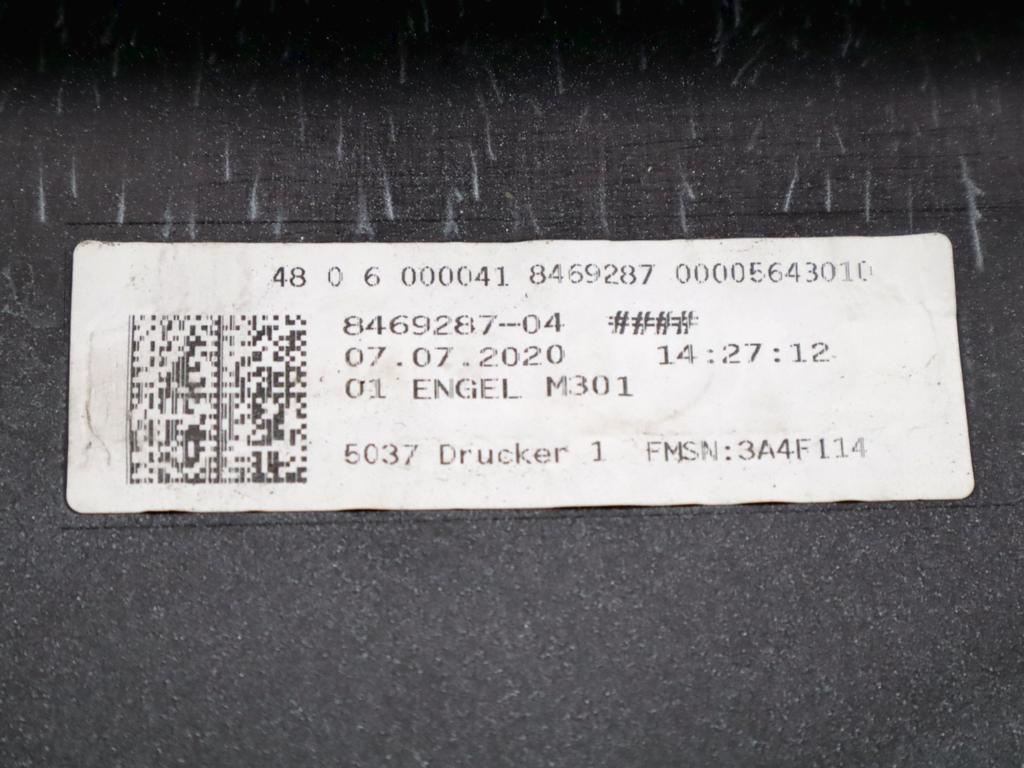 48 0 6 000041 8469287 00005643010
8469287-04 ####
07.07.2020 14:27:12
01 ENGEL M301
5037 Drucker 1 FMSN:3A4F114